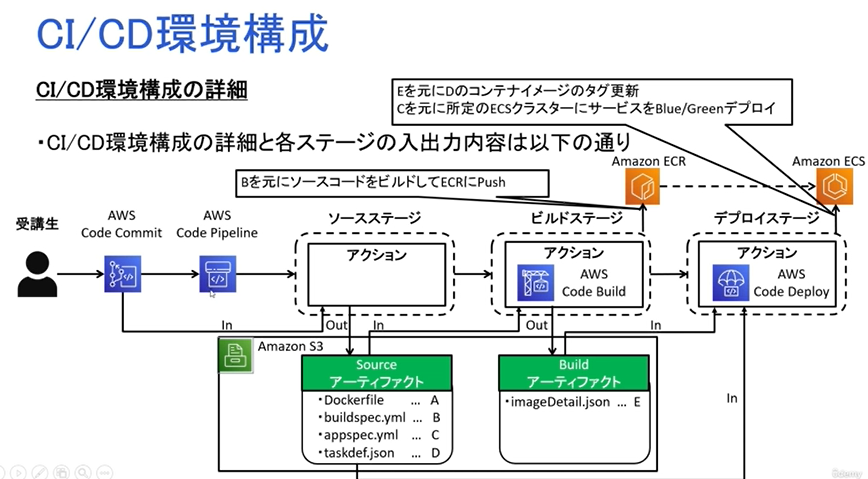 CI/CD環境構成
CI/CD環境構成の詳細
Eを元にDのコンテナイメージのタグ更新
Cを元に所定のECSクラスターにサービスをBlue/Greenデプロイ
・CI/CD環境構成の詳細と各ステージの入出力内容は以下の通り
Amazon ECR
Amazon ECS
Bを元にソースコードをビルドしてECRにPush
受講生
AWS
Code Commit
AWS
Code Pipeline
ソースステージ
ビルドステージ
デプロイステージ
アクション
アクション
AWS
Code Build
アクション
AWS
Code Deploy
In
Out
In
Out
In
Amazon S3
Source
アーティファクト
・Dockerfile … A
・buildspec.yml … B
・appspec.yml … C
・taskdef.json … D
Build
アーティファクト
・imageDetail.json … E
In
Udemy